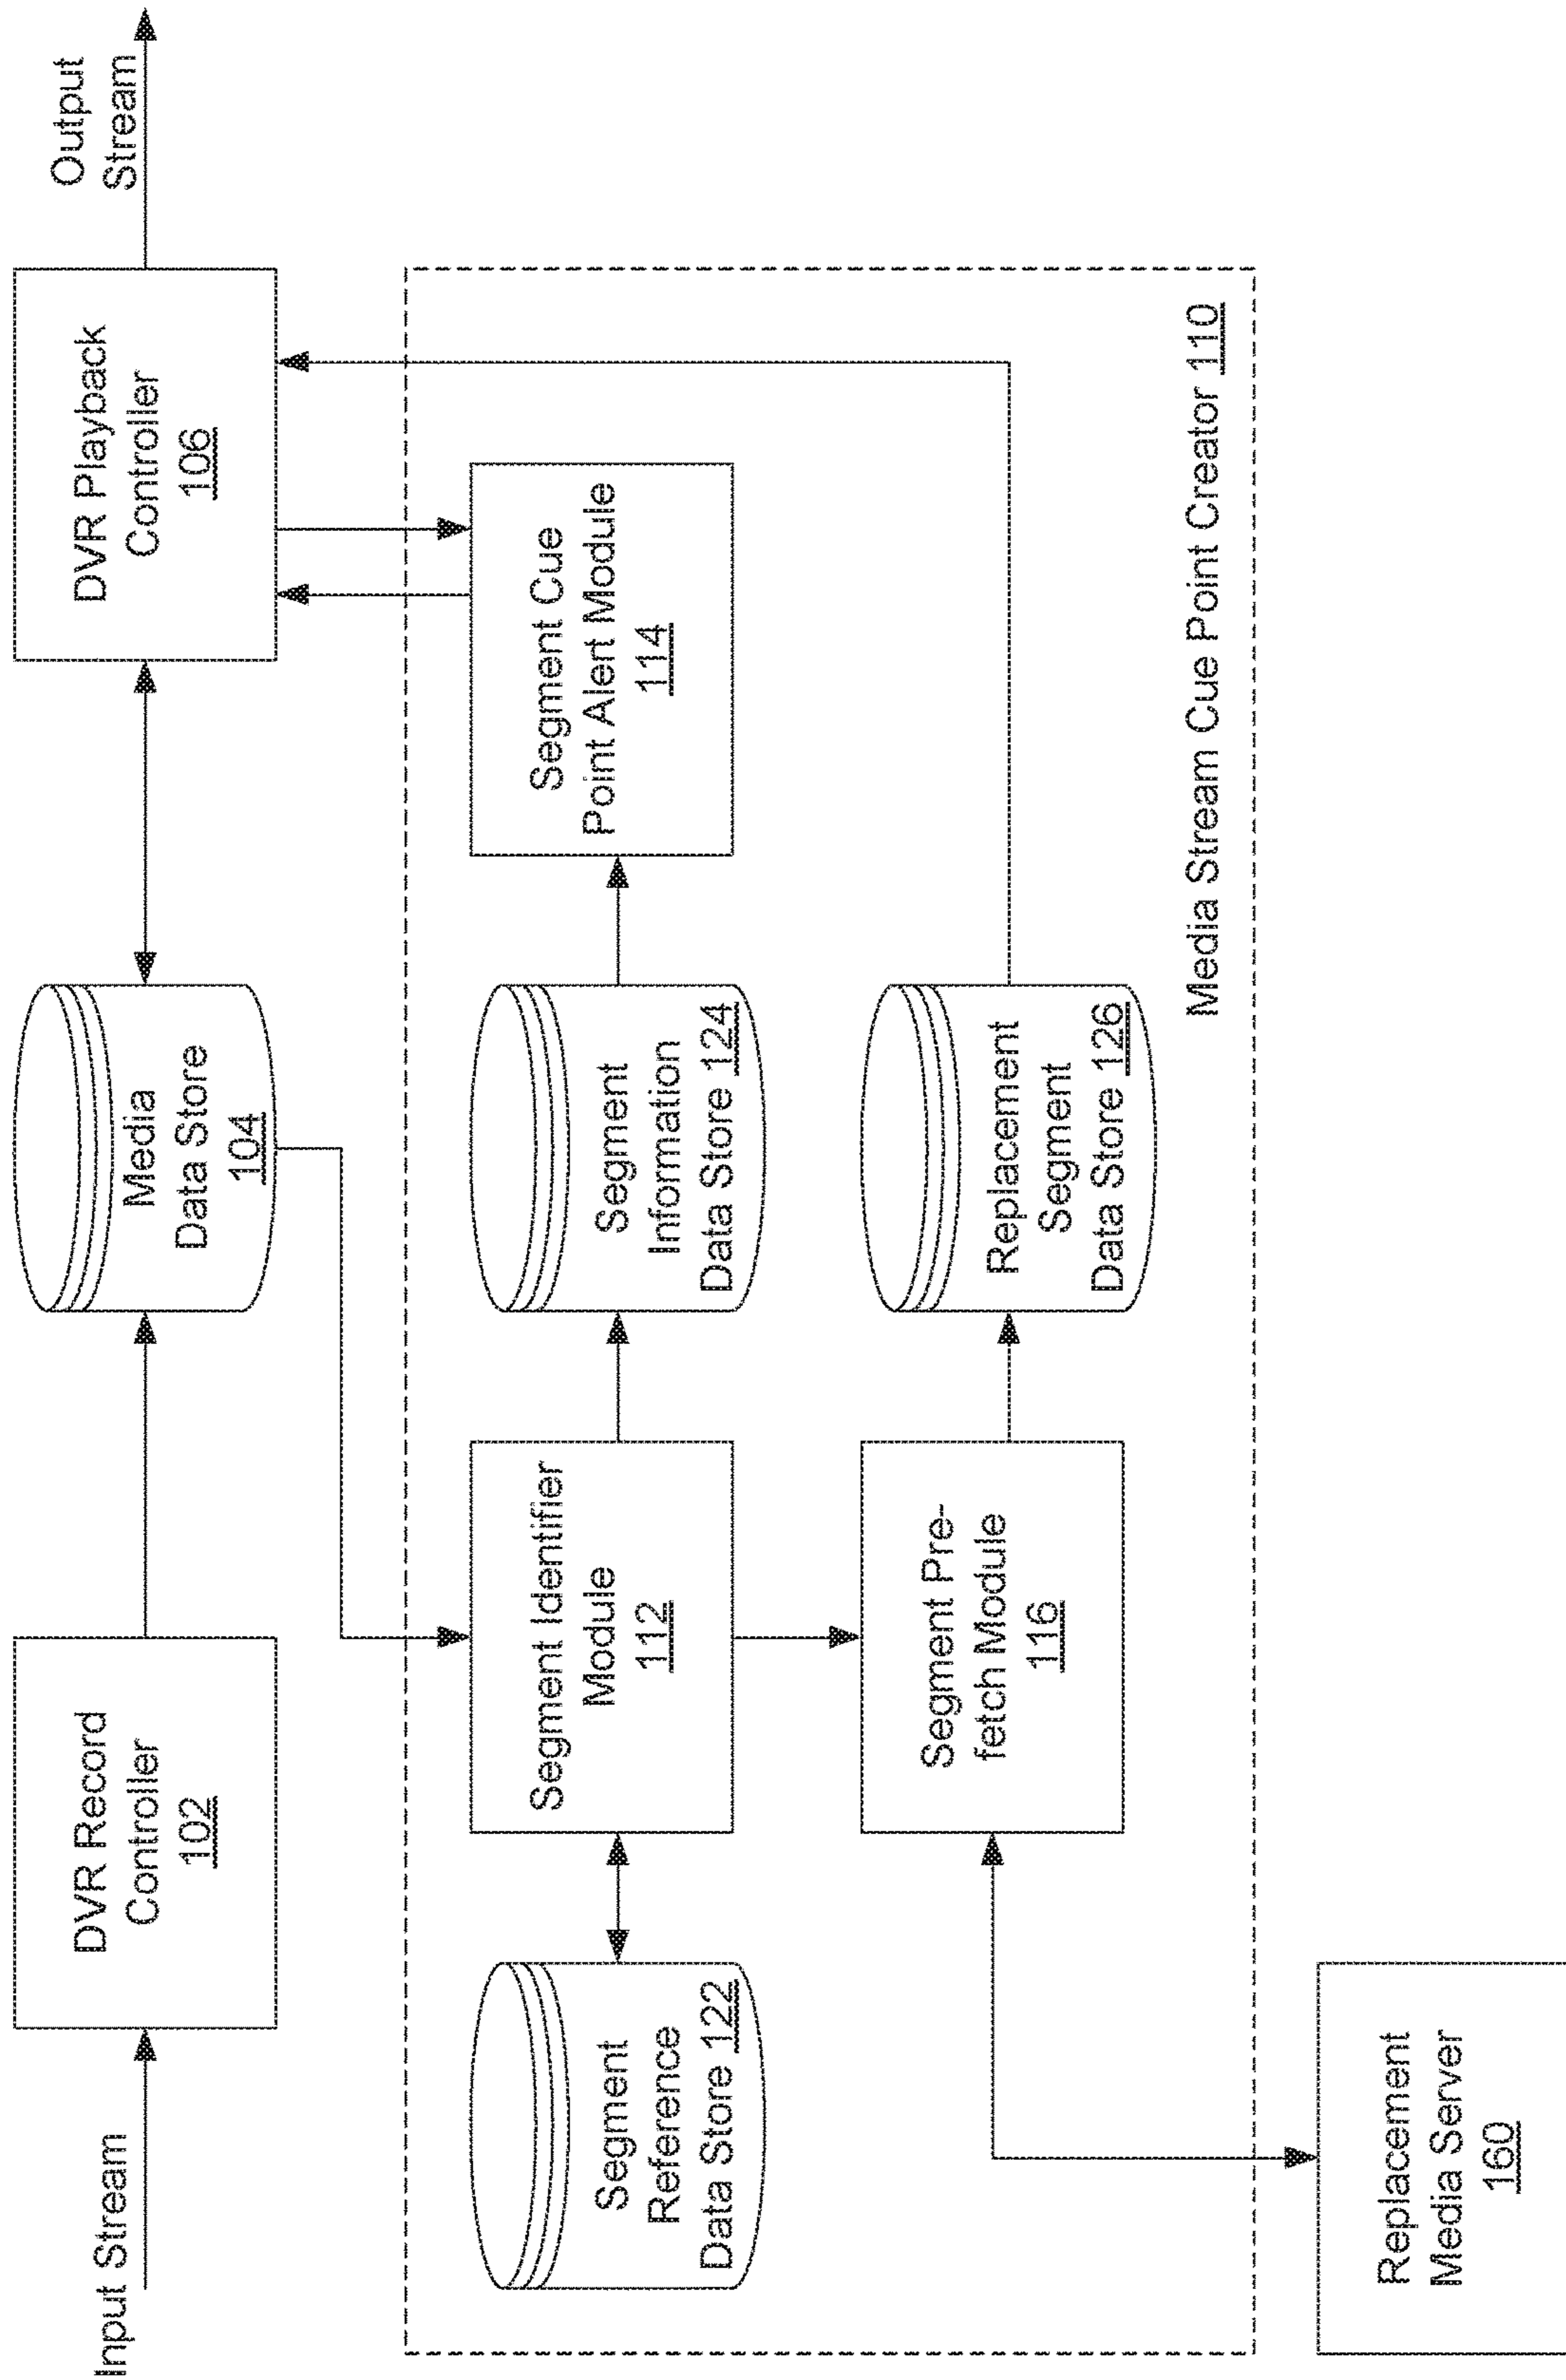 Input Stream
DVR Record
Controller
102
Media
Data Store
104
DVR Playback
Controller
106
Output
Stream
Segment
Reference
Data Store 122
Segment Identifier
Module
112
Segment
Information
Data Store 124
Segment Cue
Point Alert Module
114
Segment Pre-
fetch Module
116
Replacement
Segment
Data Store 126
Media Stream Cue Point Creator 110
Replacement
Media Server
160